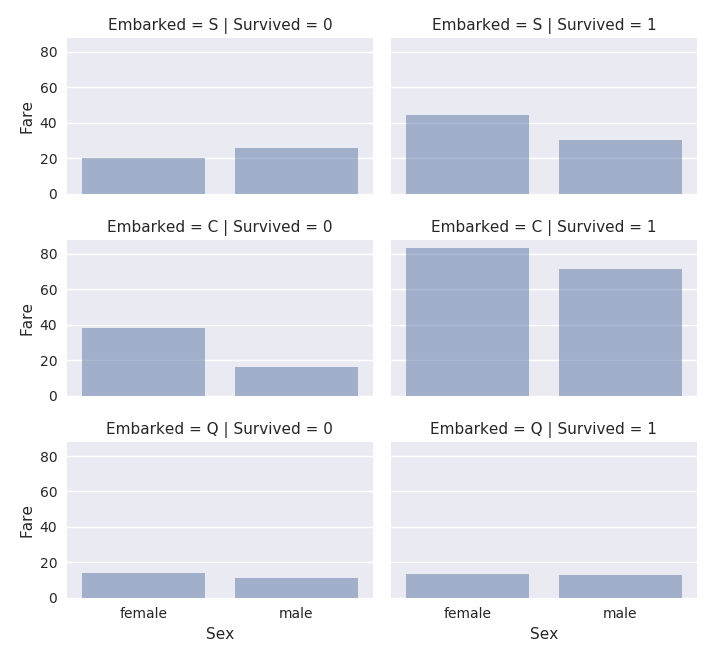 Embarked = S | Survived = 0
Embarked = S | Survived = 1
80
60
40
20
0
Fare
Embarked = C | Survived = 0
Embarked = C | Survived = 1
80
60
40
20
0
Fare
Embarked = Q | Survived = 0
Embarked = Q | Survived = 1
80
60
40
20
0
Fare
female male female male
Sex Sex